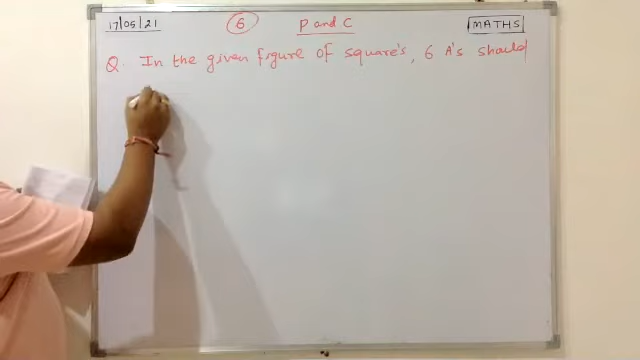 17/05/21 6 P and C MATHS
Q. In the given figure of square's, 6 A's should